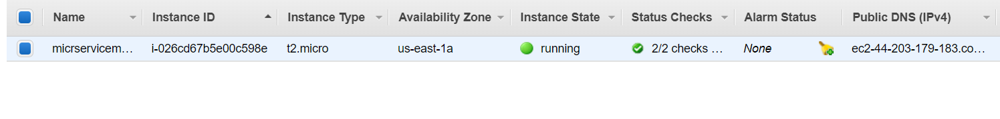 Name Instance ID Instance Type Availability Zone Instance State Status Checks Alarm Status Public DNS (IPv4)
micrservicem… i-026cd67b5e00c598e t2.micro us-east-1a running 2/2 checks … None ec2-44-203-179-183.co…